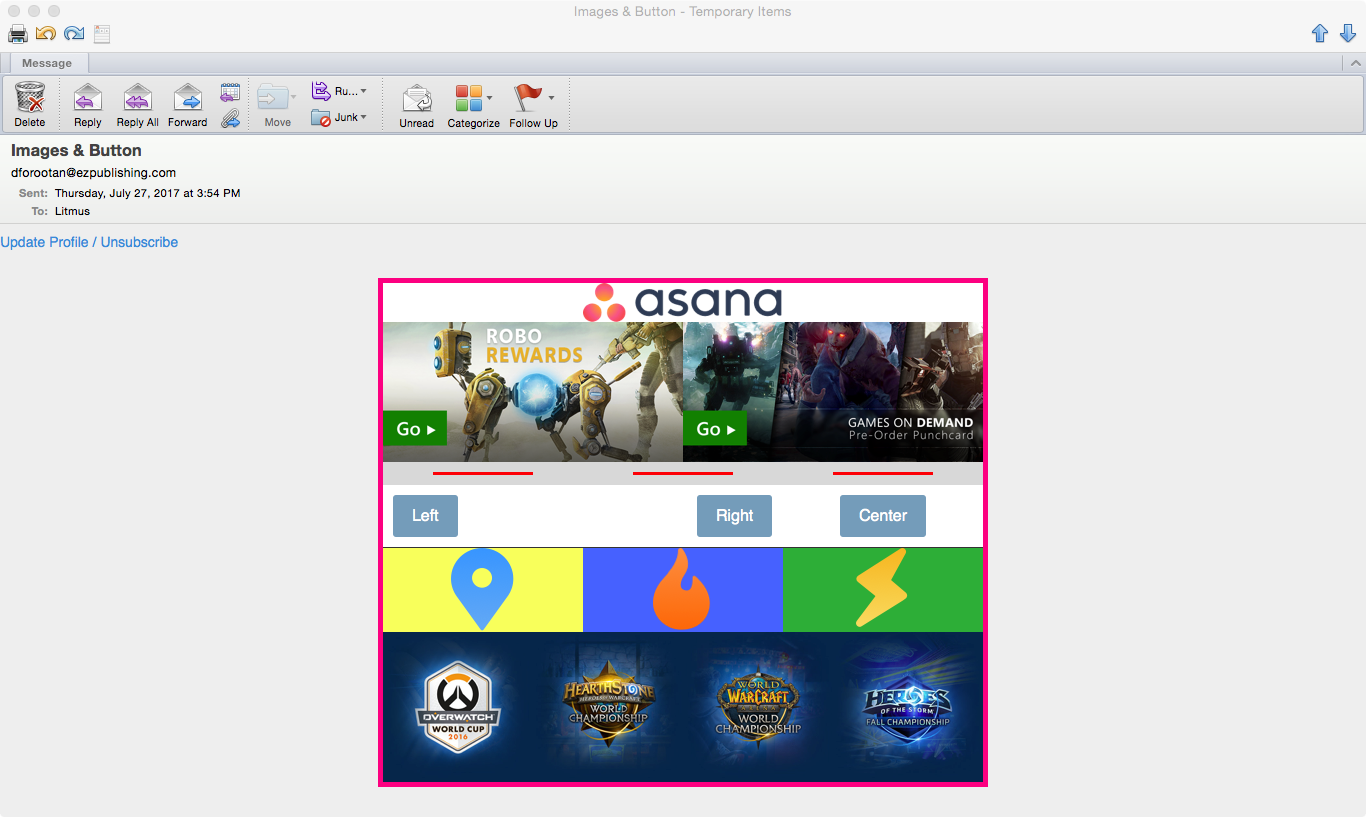 Images & Button - Temporary Items
Message
Delete
Reply
Reply All
Forward
Move
Ru...
Junk
Unread
Categorize
Follow Up
Images & Button
dforootan@ezpublishing.com
Sent: Thursday, July 27, 2017 at 3:54 PM
To: Litmus
Update Profile / Unsubscribe
asana
ROBO
REWARDS
Go
Go
GAMES ON DEMAND
Pre-Order Punchcard
Left
Right
Center
OVERWATCH
WORLD CUP
2016
HEARTHSTONE
HEROES OF WARCRAFT
WORLD
CHAMPIONSHIP
WORLD
WARCRAFT
WORLD
CHAMPIONSHIP
HEROES
OF THE STORM
FALL CHAMPIONSHIP